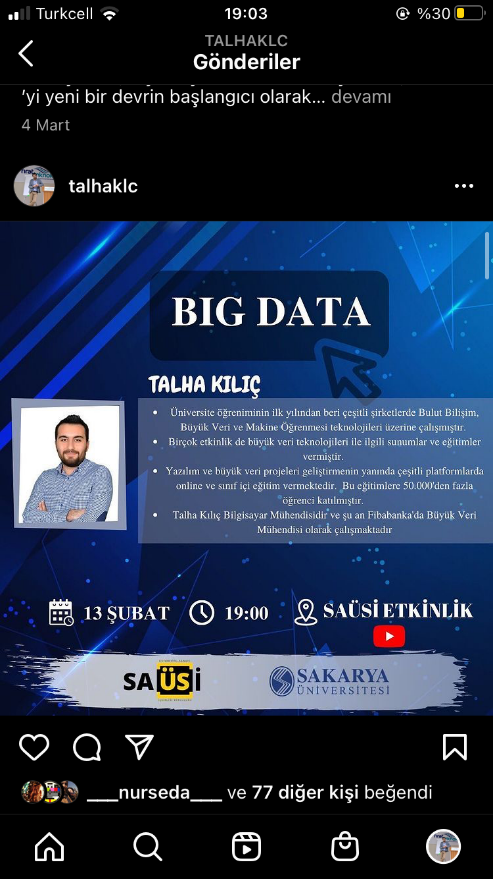 Turkcell 19:03 %30
TALHAKLC
Gönderiler
'yi yeni bir devrin başlangıcı olarak... devamı
4 Mart
talhaklc
BIG DATA
TALHA KILIÇ
• Üniversite öğreniminin ilk yılından beri çeşitli şirketlerde Bulut Bilişim,
Büyük Veri ve Makine Öğrenmesi teknolojileri üzerine çalışmıştır.
• Birçok etkinlik de büyük veri teknolojileri ile ilgili sunumlar ve eğitimler
vermiştir.
• Yazılım ve büyük veri projeleri geliştirmenin yanında çeşitli platformlarda
online ve sınıf içi eğitim vermektedir. Bu eğitimlere 50.000'den fazla
öğrenci katılmıştır.
• Talha Kılıç Bilgisayar Mühendisidir ve şu an Fibabanka'da Büyük Veri
Mühendisi olarak çalışmaktadır
13 ŞUBAT 19:00 SAÜSİ ETKİNLİK
SAÜSİ SAKARYA
ÜNİVERSİTESİ
___nurseda___ ve 77 diğer kişi beğendi